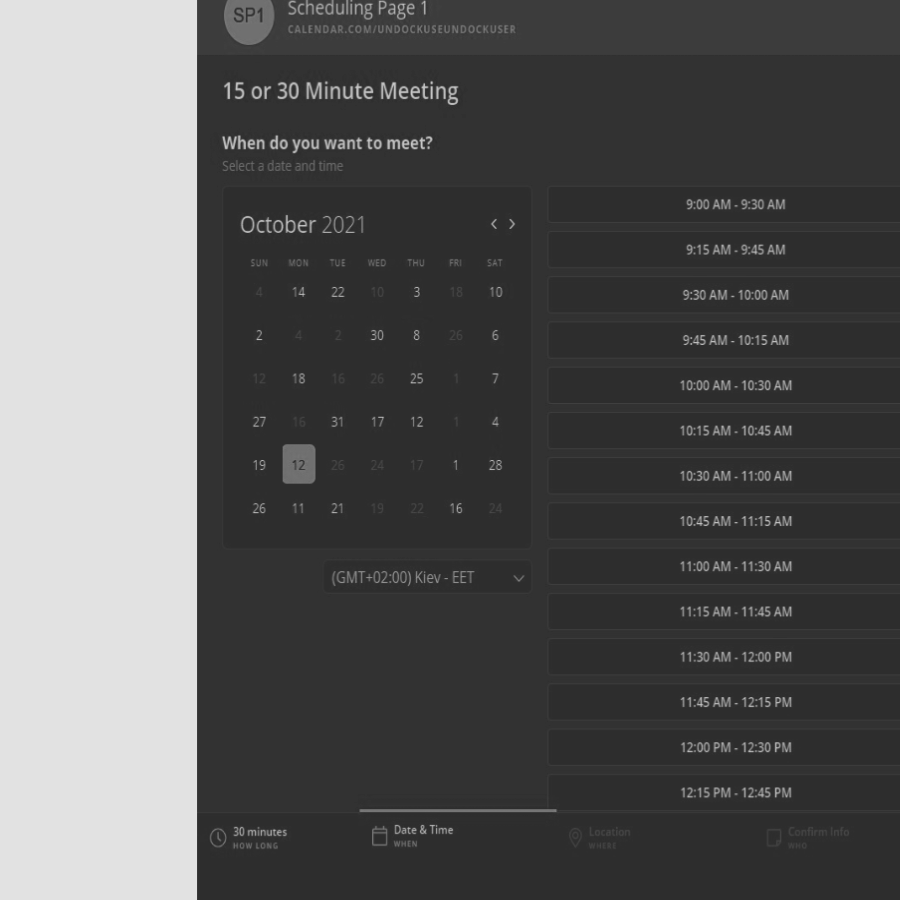 SP1
Scheduling Page 1
CALENDAR.COM/UNDOCKUSEUNDOCKUSER
15 or 30 Minute Meeting
When do you want to meet?
Select a date and time
October 2021
SUN MON TUE WED THU FRI SAT
4 14 22 10 3 18 10
2 4 2 30 8 26 6
12 18 16 26 25 1 7
27 16 31 17 12 1 4
19 12 26 24 17 1 28
26 11 21 19 22 16 24
(GMT+02:00) Kiev - EET
9:00 AM - 9:30 AM
9:15 AM - 9:45 AM
9:30 AM - 10:00 AM
9:45 AM - 10:15 AM
10:00 AM - 10:30 AM
10:15 AM - 10:45 AM
10:30 AM - 11:00 AM
10:45 AM - 11:15 AM
11:00 AM - 11:30 AM
11:15 AM - 11:45 AM
11:30 AM - 12:00 PM
11:45 AM - 12:15 PM
12:00 PM - 12:30 PM
12:15 PM - 12:45 PM
30 minutes
HOW LONG
Date & Time
WHEN
Location
WHERE
Confirm Info
WHO